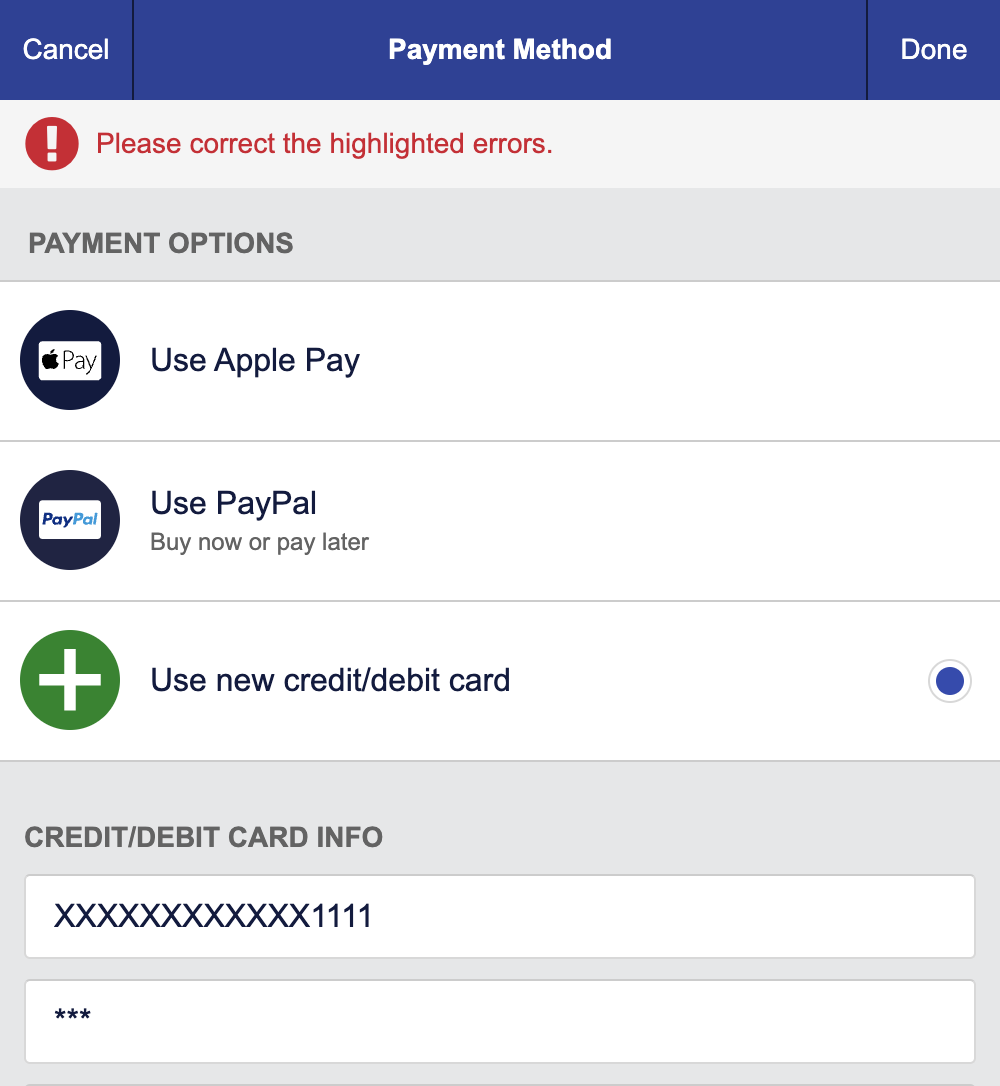 Cancel
Payment Method
Done
Please correct the highlighted errors.
PAYMENT OPTIONS
Pay
Use Apple Pay
PayPal
Use PayPal
Buy now or pay later
Use new credit/debit card
CREDIT/DEBIT CARD INFO
XXXXXXXXXXXX1111
***